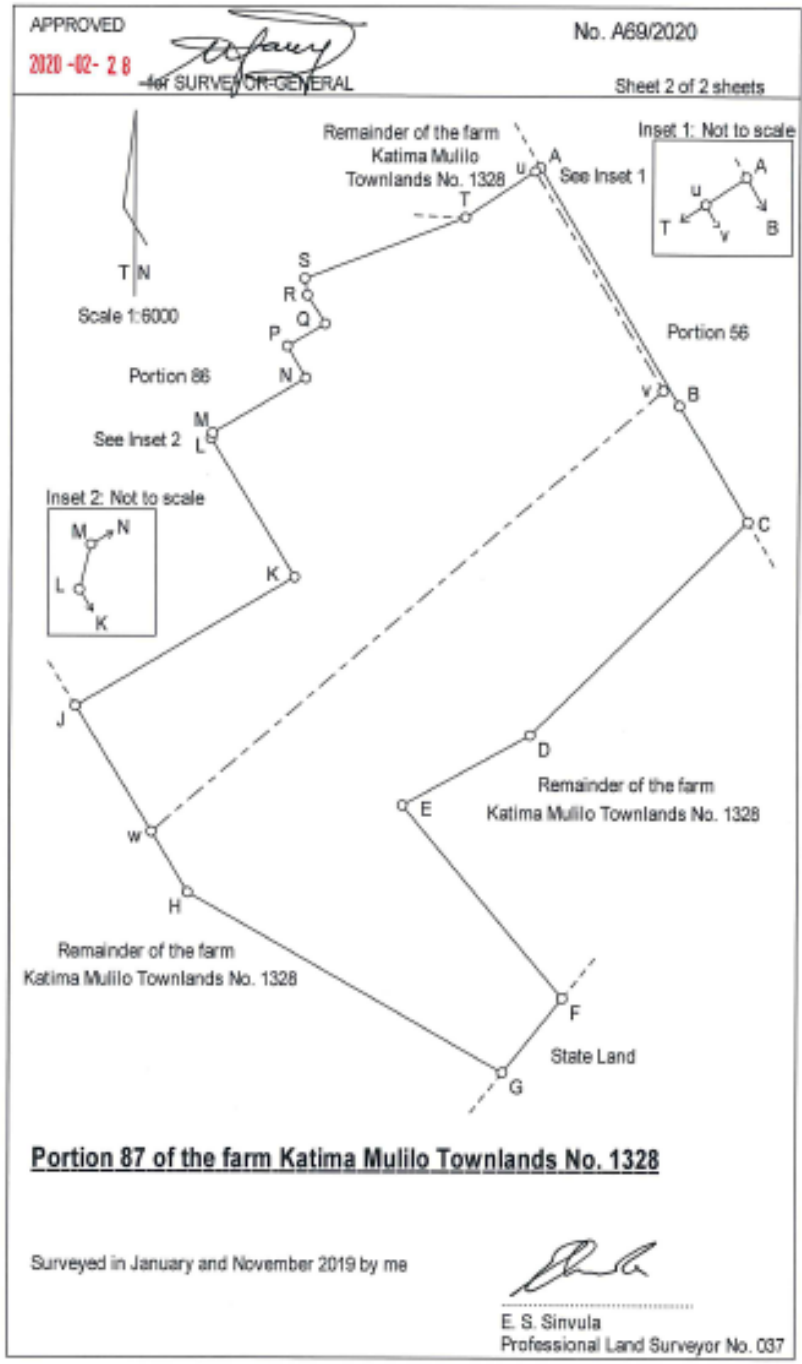 APPROVED
No. A69/2020
2020 -02- 28
for SURVEYOR-GENERAL
Sheet 2 of 2 sheets
Remainder of the farm
Katima Mulilo
Townlands No. 1328
u
A
See Inset 1
Inset 1: Not to scale
A
u
T
v
B
T
T N
Scale 1:6000
S
R
Q
P
N
Portion 86
Portion 56
v
B
M
L
See Inset 2
Inset 2: Not to scale
M
N
L
K
C
K
J
D
Remainder of the farm
Katima Mulilo Townlands No. 1328
E
w
H
Remainder of the farm
Katima Mulilo Townlands No. 1328
F
State Land
G
Portion 87 of the farm Katima Mulilo Townlands No. 1328
Surveyed in January and November 2019 by me
E. S. Sinvula
Professional Land Surveyor No. 037